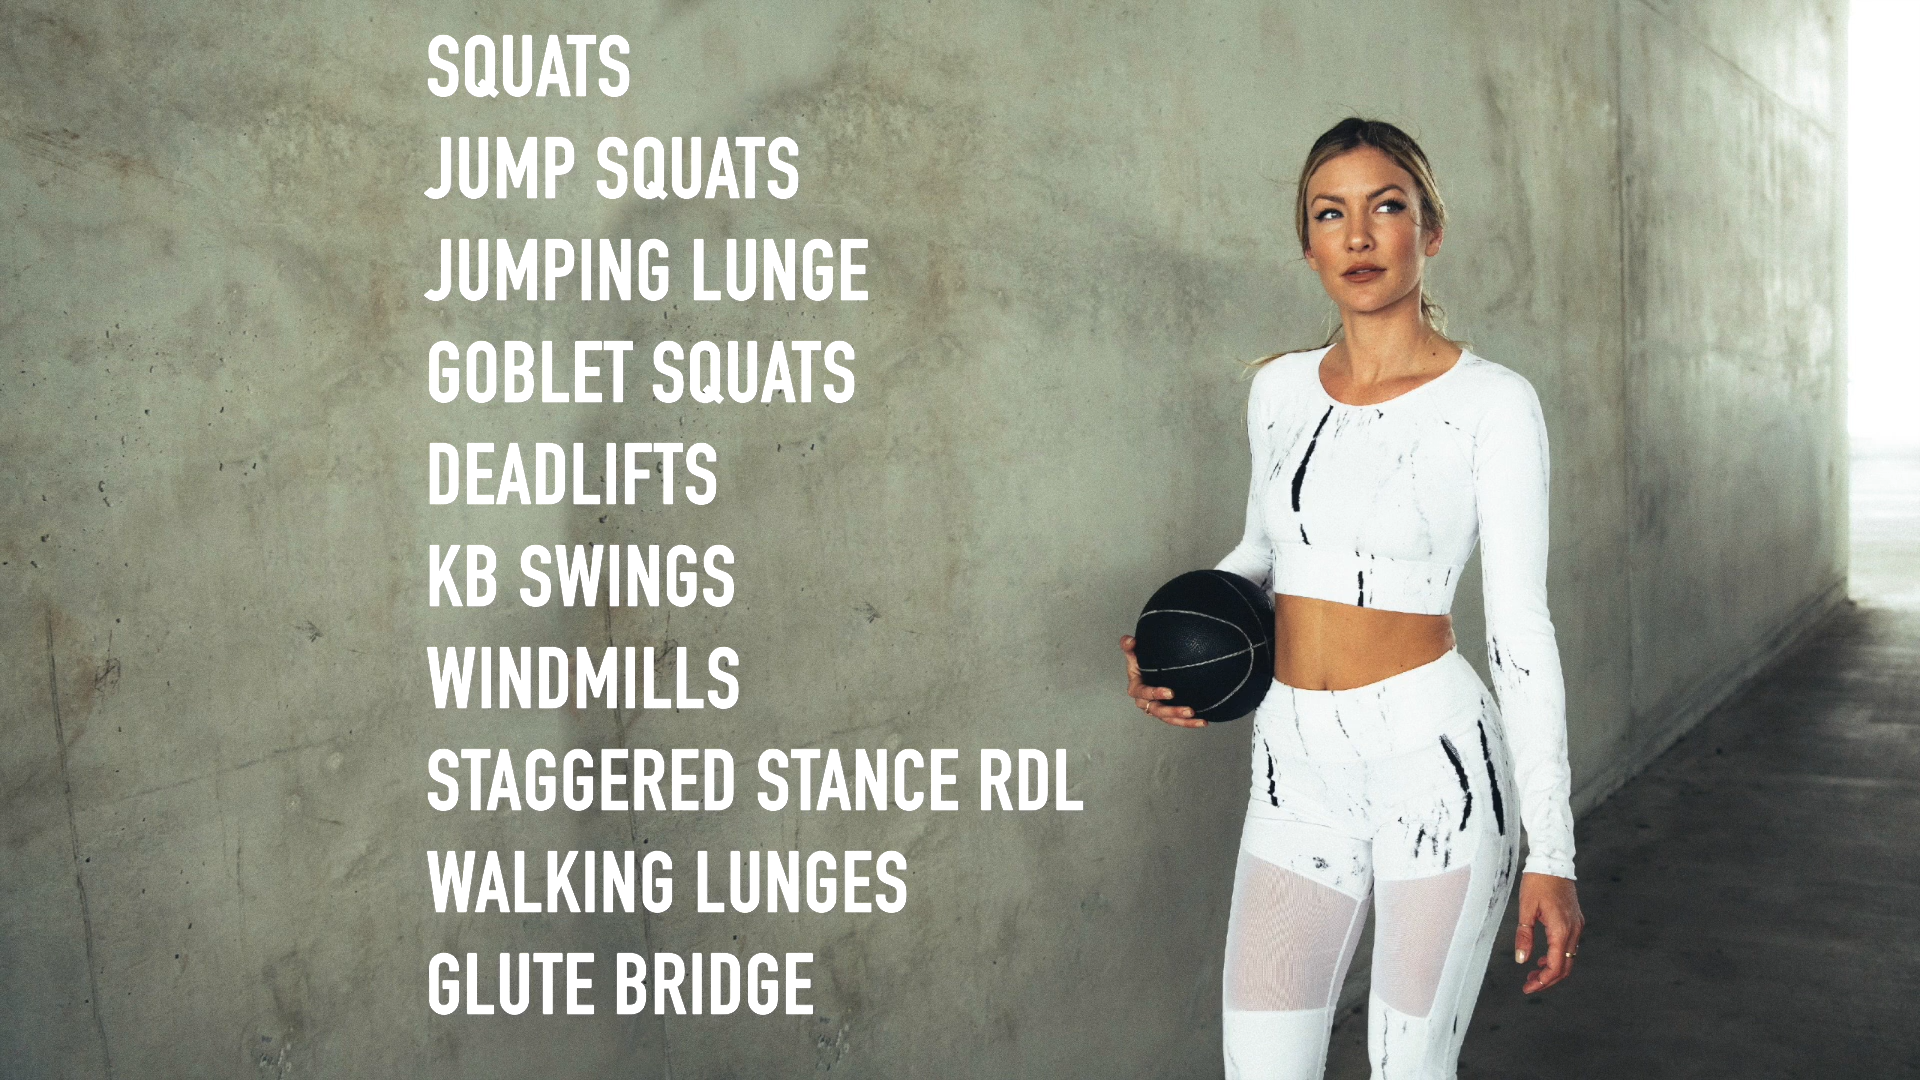 SQUATS
JUMP SQUATS
JUMPING LUNGE
GOBLET SQUATS
DEADLIFTS
KB SWINGS
WINDMILLS
STAGGERED STANCE RDL
WALKING LUNGES
GLUTE BRIDGE